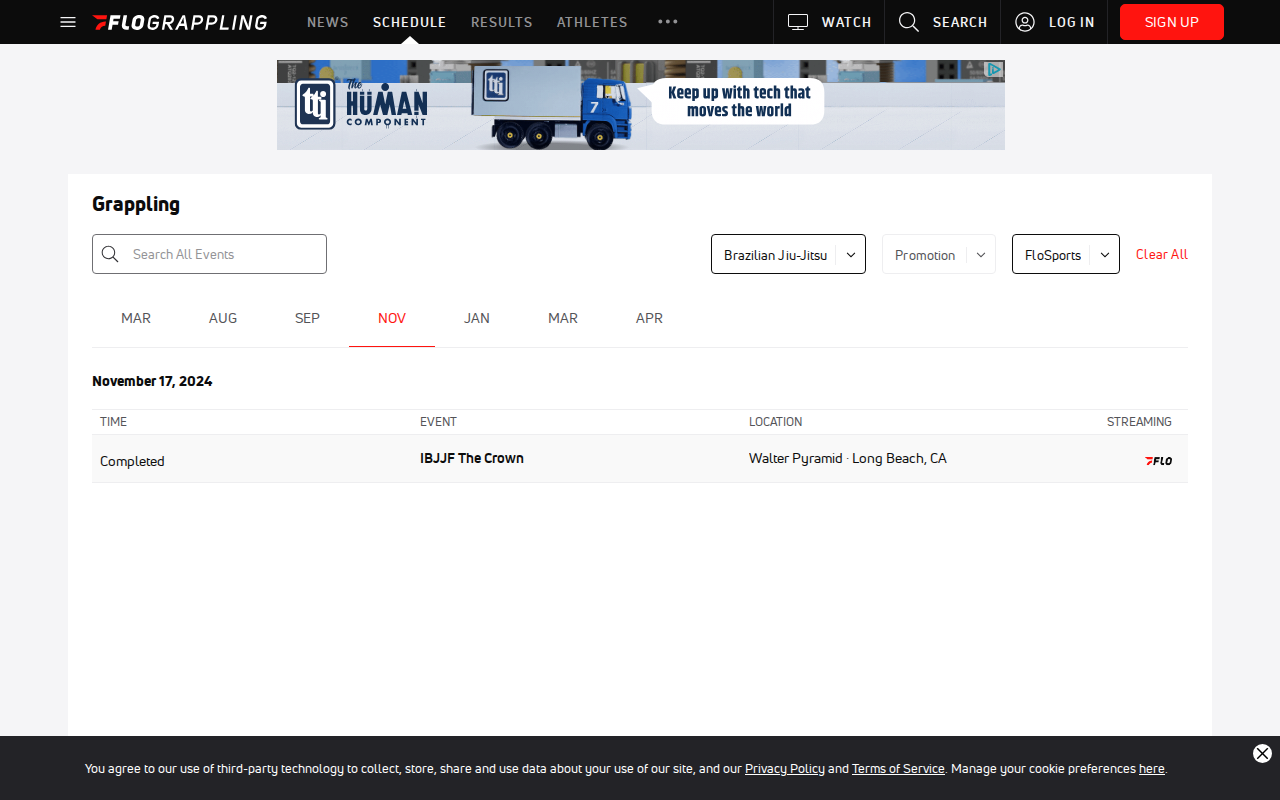 FLOGRAPPLING NEWS SCHEDULE RESULTS ATHLETES WATCH SEARCH LOG IN SIGN UP
tti The HUMAN COMPONENT
tti
7
Keep up with tech that
moves the world
Grappling
Search All Events Brazilian Jiu-Jitsu Promotion FloSports Clear All
MAR AUG SEP NOV JAN MAR APR
November 17, 2024
TIME EVENT LOCATION STREAMING
Completed IBJJF The Crown Walter Pyramid · Long Beach, CA FLO
You agree to our use of third-party technology to collect, store, share and use data about your use of our site, and our Privacy Policy and Terms of Service. Manage your cookie preferences here.